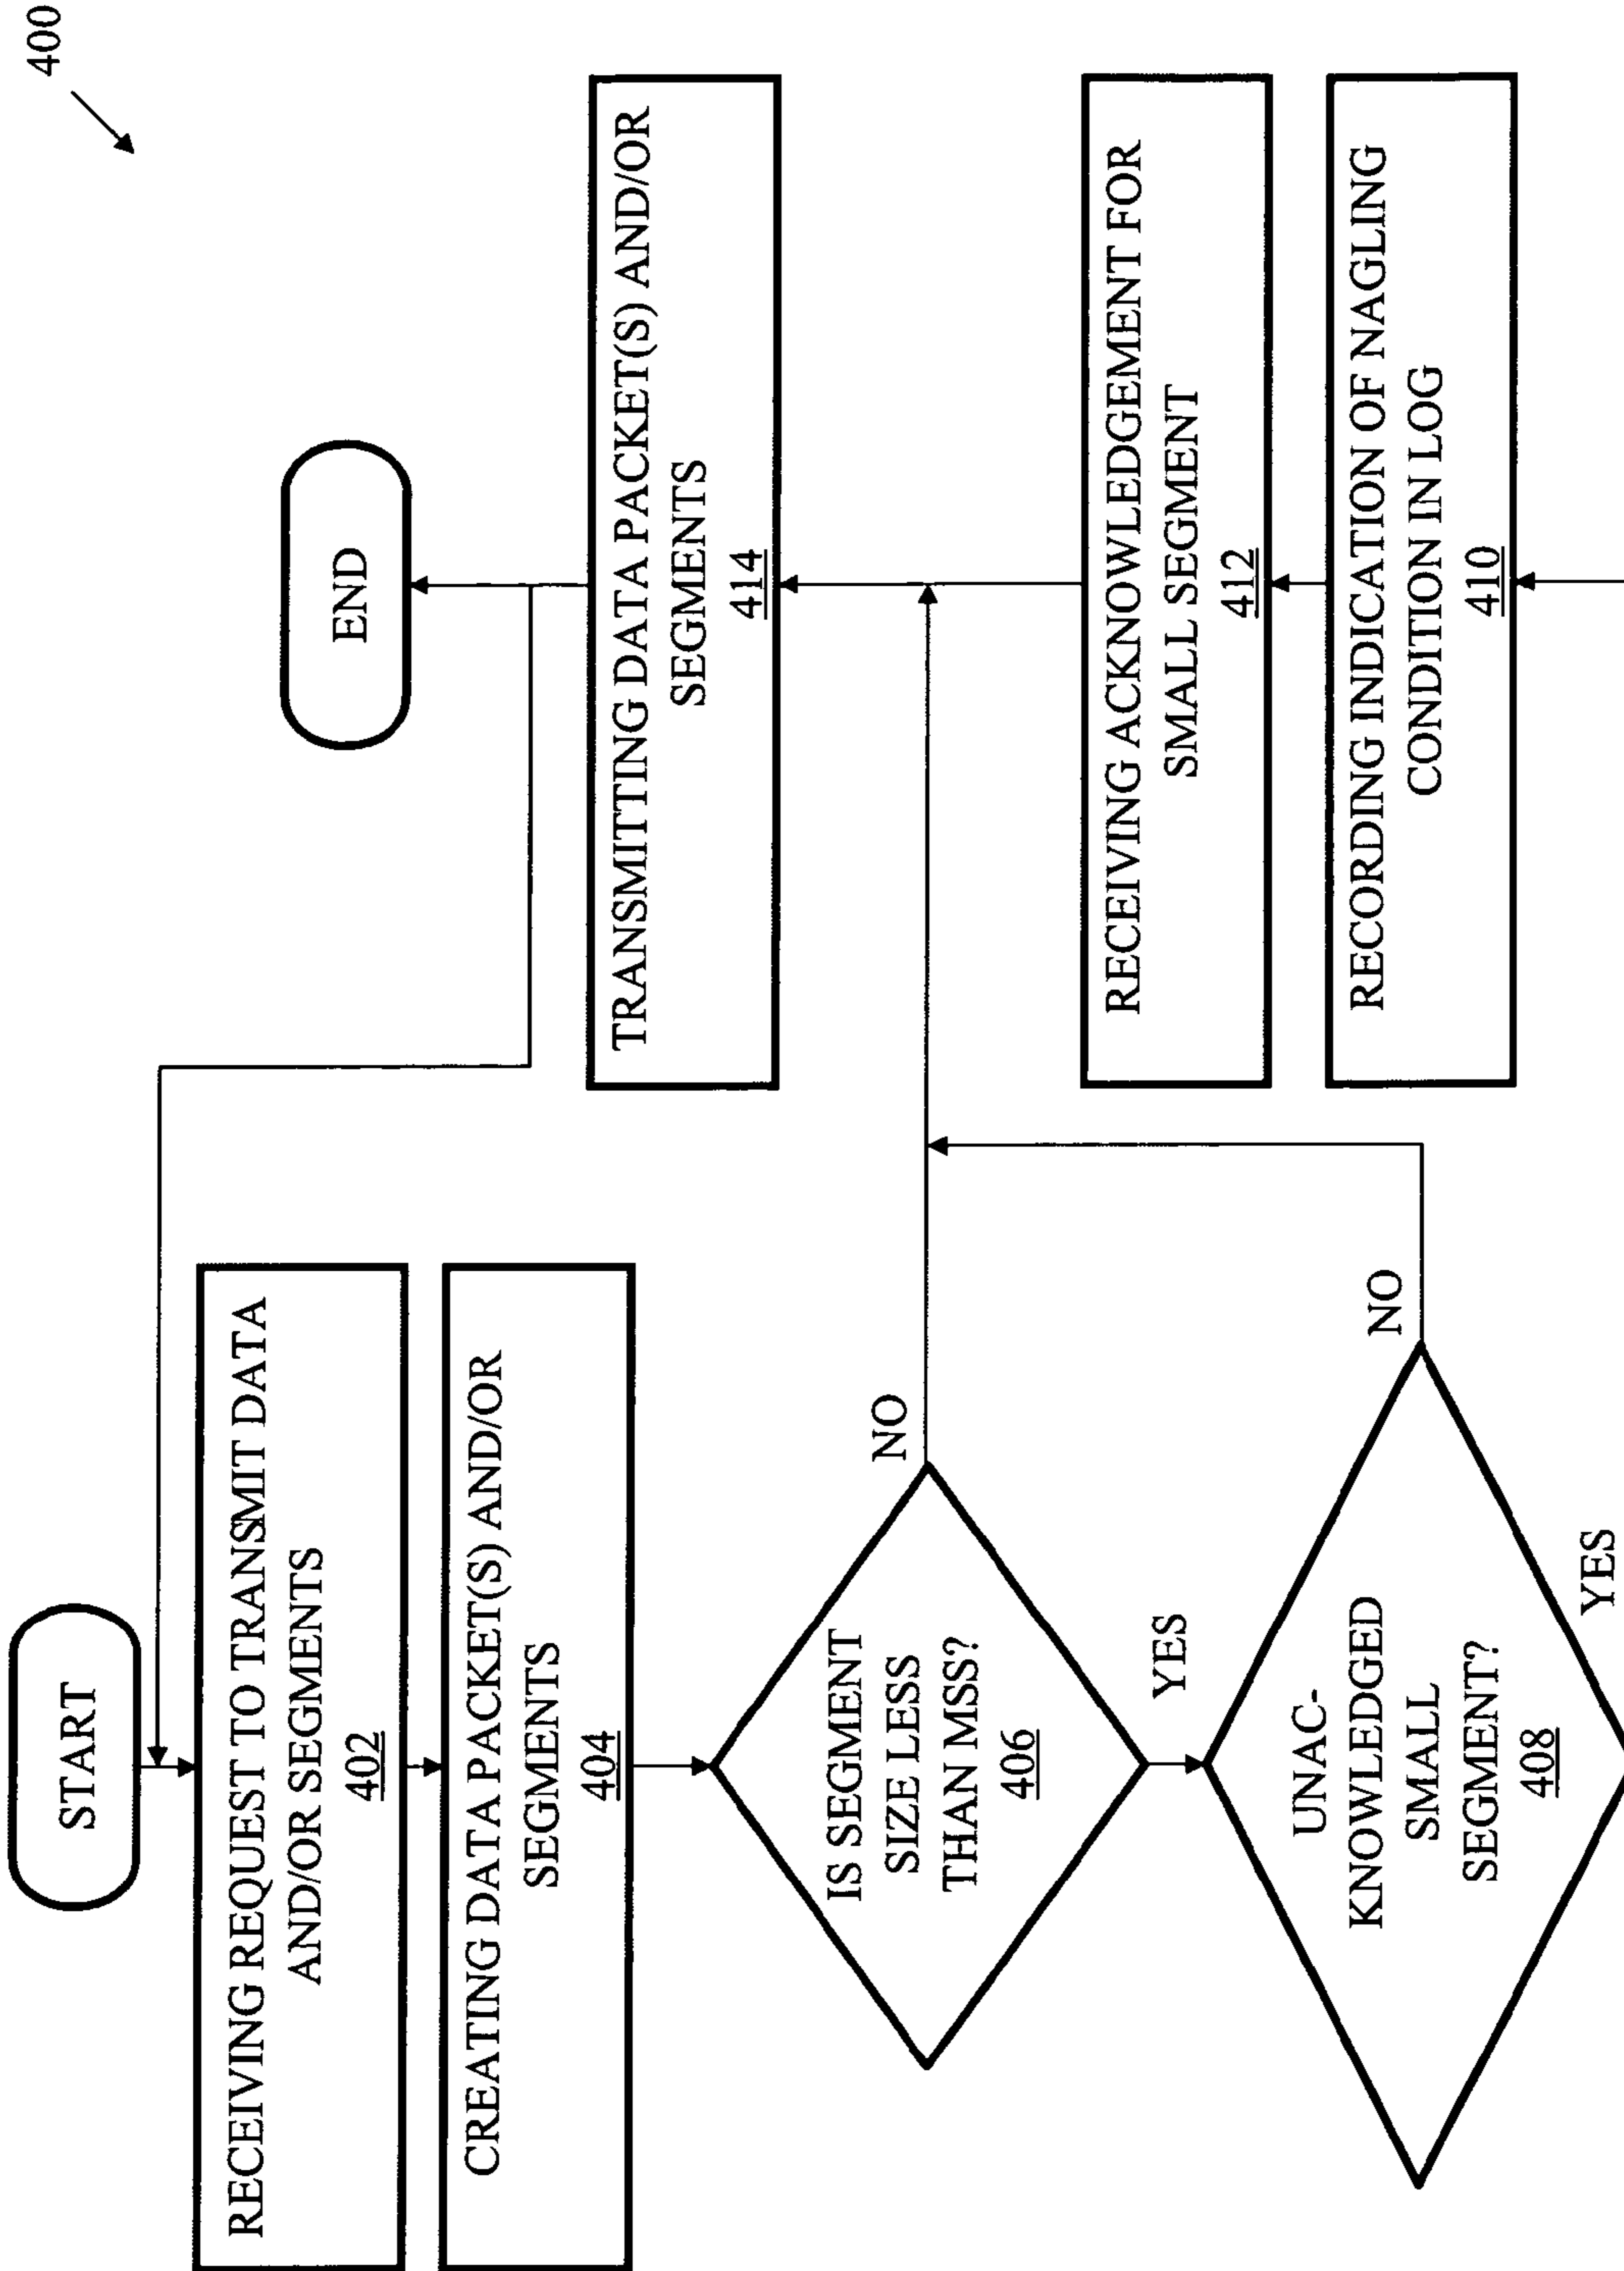 400
START
RECEIVING REQUEST TO TRANSMIT DATA
AND/OR SEGMENTS
402
CREATING DATA PACKET(S) AND/OR
SEGMENTS
404
IS SEGMENT
SIZE LESS
THAN MSS?
406
NO
YES
UNAC-
KNOWLEDGED
SMALL
SEGMENT?
408
NO
YES
RECORDING INDICATION OF NAGLING
CONDITION IN LOG
410
RECEIVING ACKNOWLEDGEMENT FOR
SMALL SEGMENT
412
TRANSMITTING DATA PACKET(S) AND/OR
SEGMENTS
414
END